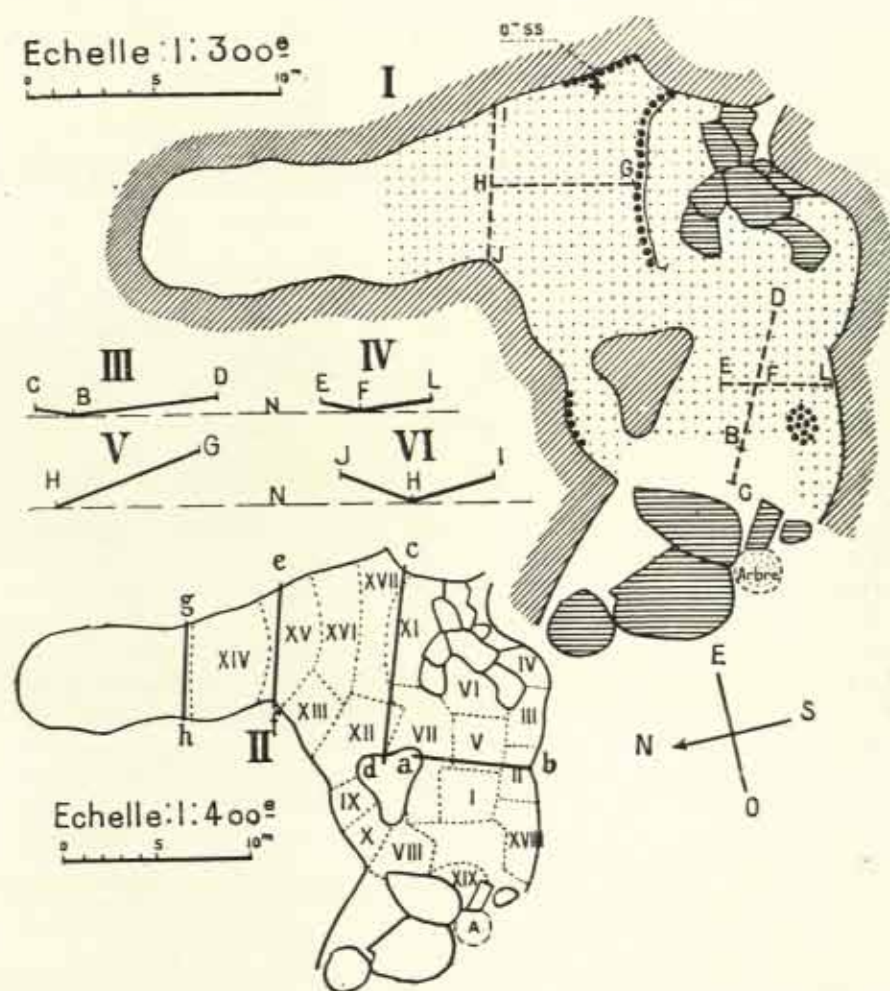 0ᵐ55
Echelle: 1: 300ᵉ
0 5 10ᵐ
I
I
H G
J
D
E F L
B
C
Arbre
III
C B D
IV
E F L
N
V
H G
VI
J H I
N
E
N S
O
II
g e c
XVII
XI
XV XVI
XIV
IV
VI
III
XIII
XII VII V
h f
d a b
II
IX I
X
VIII XVIII
XIX
A
Echelle: 1: 400ᵉ
0 5 10ᵐ